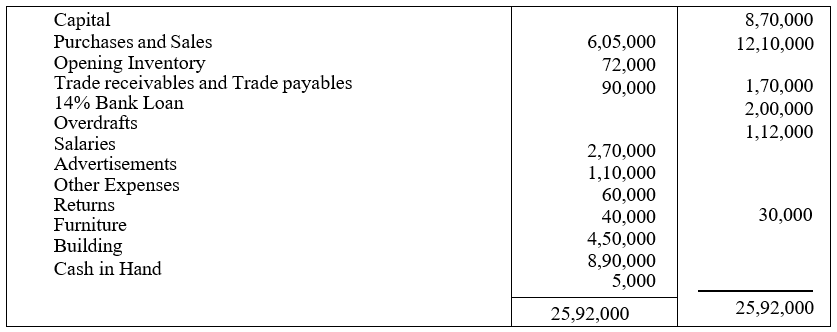 Capital 8,70,000
Purchases and Sales 6,05,000 12,10,000
Opening Inventory 72,000
Trade receivables and Trade payables 90,000 1,70,000
14% Bank Loan 2,00,000
Overdrafts 1,12,000
Salaries 2,70,000
Advertisements 1,10,000
Other Expenses 60,000
Returns 40,000 30,000
Furniture 4,50,000
Building 8,90,000
Cash in Hand 5,000
25,92,000 25,92,000